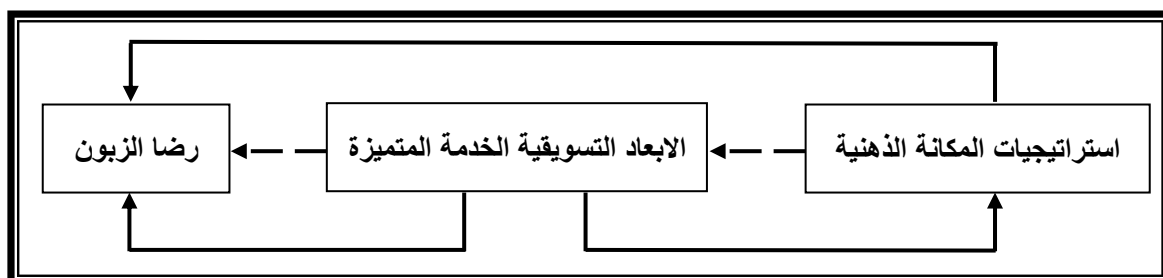 استراتيجيات المكانة الذهنية
الابعاد التسويقية الخدمة المتميزة
رضا الزبون